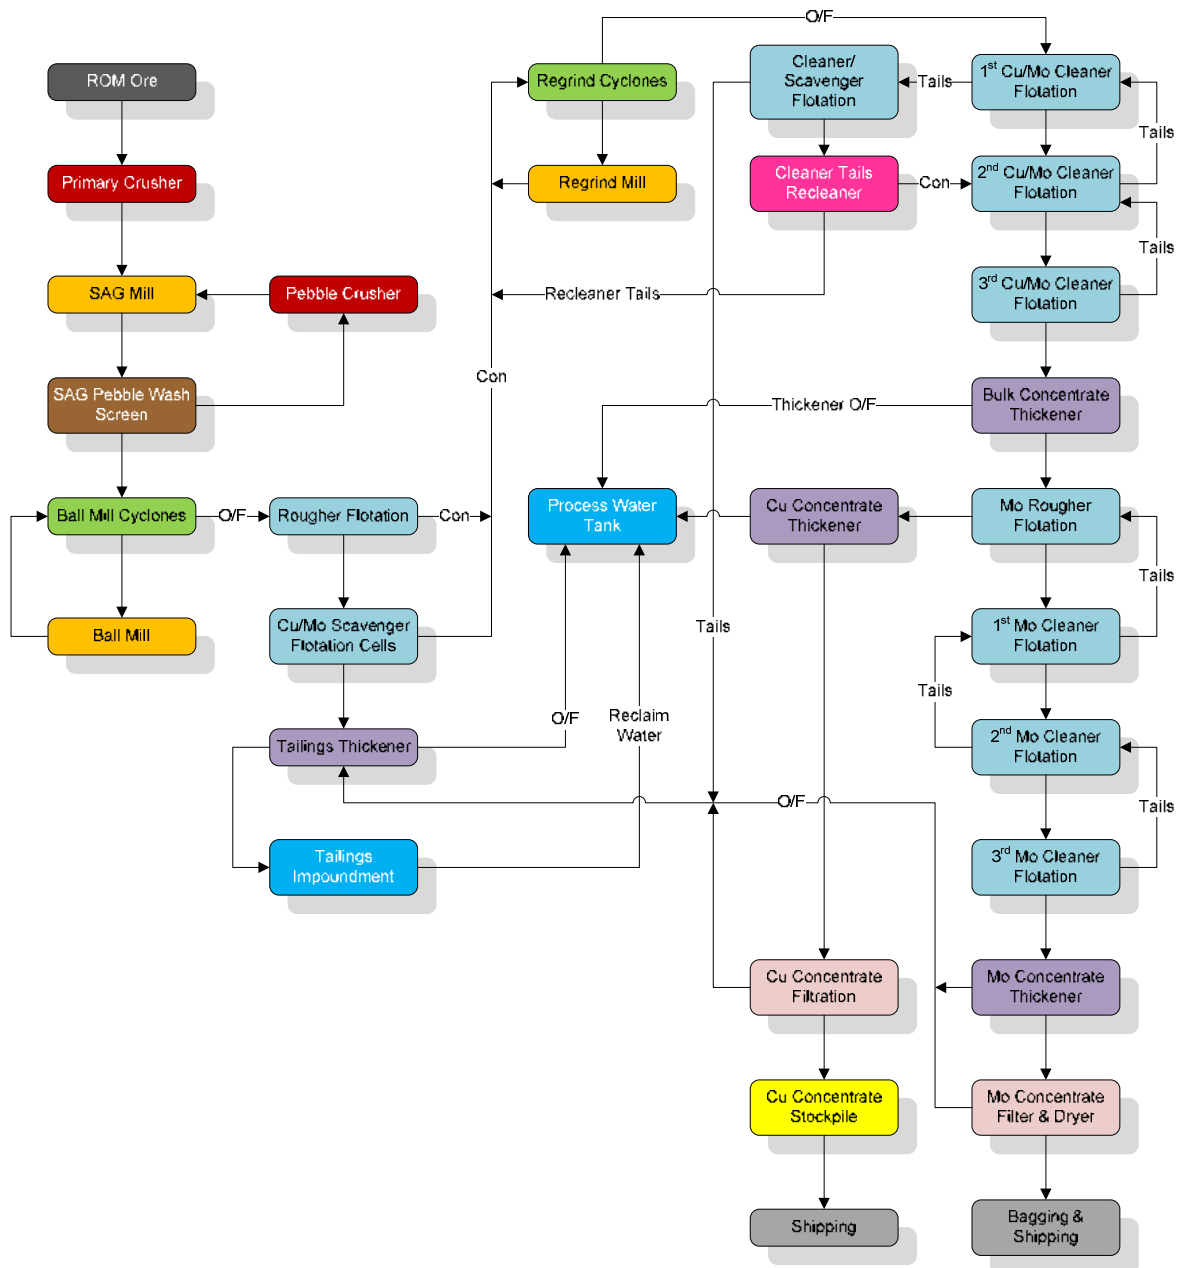 O/F
ROM Ore
Regrind Cyclones
Cleaner/
Scavenger
Flotation
Tails
1st Cu/Mo Cleaner
Flotation
Tails
Primary Crusher
Regrind Mill
Cleaner Tails
Recleaner
Con
2nd Cu/Mo Cleaner
Flotation
Tails
SAG Mill
Pebble Crusher
Recleaner Tails
3rd Cu/Mo Cleaner
Flotation
Con
SAG Pebble Wash
Screen
Thickener O/F
Bulk Concentrate
Thickener
Ball Mill Cyclones
O/F
Rougher Flotation
Con
Process Water
Tank
Cu Concentrate
Thickener
Mo Rougher
Flotation
Tails
Ball Mill
Cu/Mo Scavenger
Flotation Cells
Tails
1st Mo Cleaner
Flotation
Tails
O/F
Reclaim
Water
Tailings Thickener
2nd Mo Cleaner
Flotation
O/F
Tails
Tailings
Impoundment
3rd Mo Cleaner
Flotation
Cu Concentrate
Filtration
Mo Concentrate
Thickener
Cu Concentrate
Stockpile
Mo Concentrate
Filter & Dryer
Shipping
Bagging &
Shipping